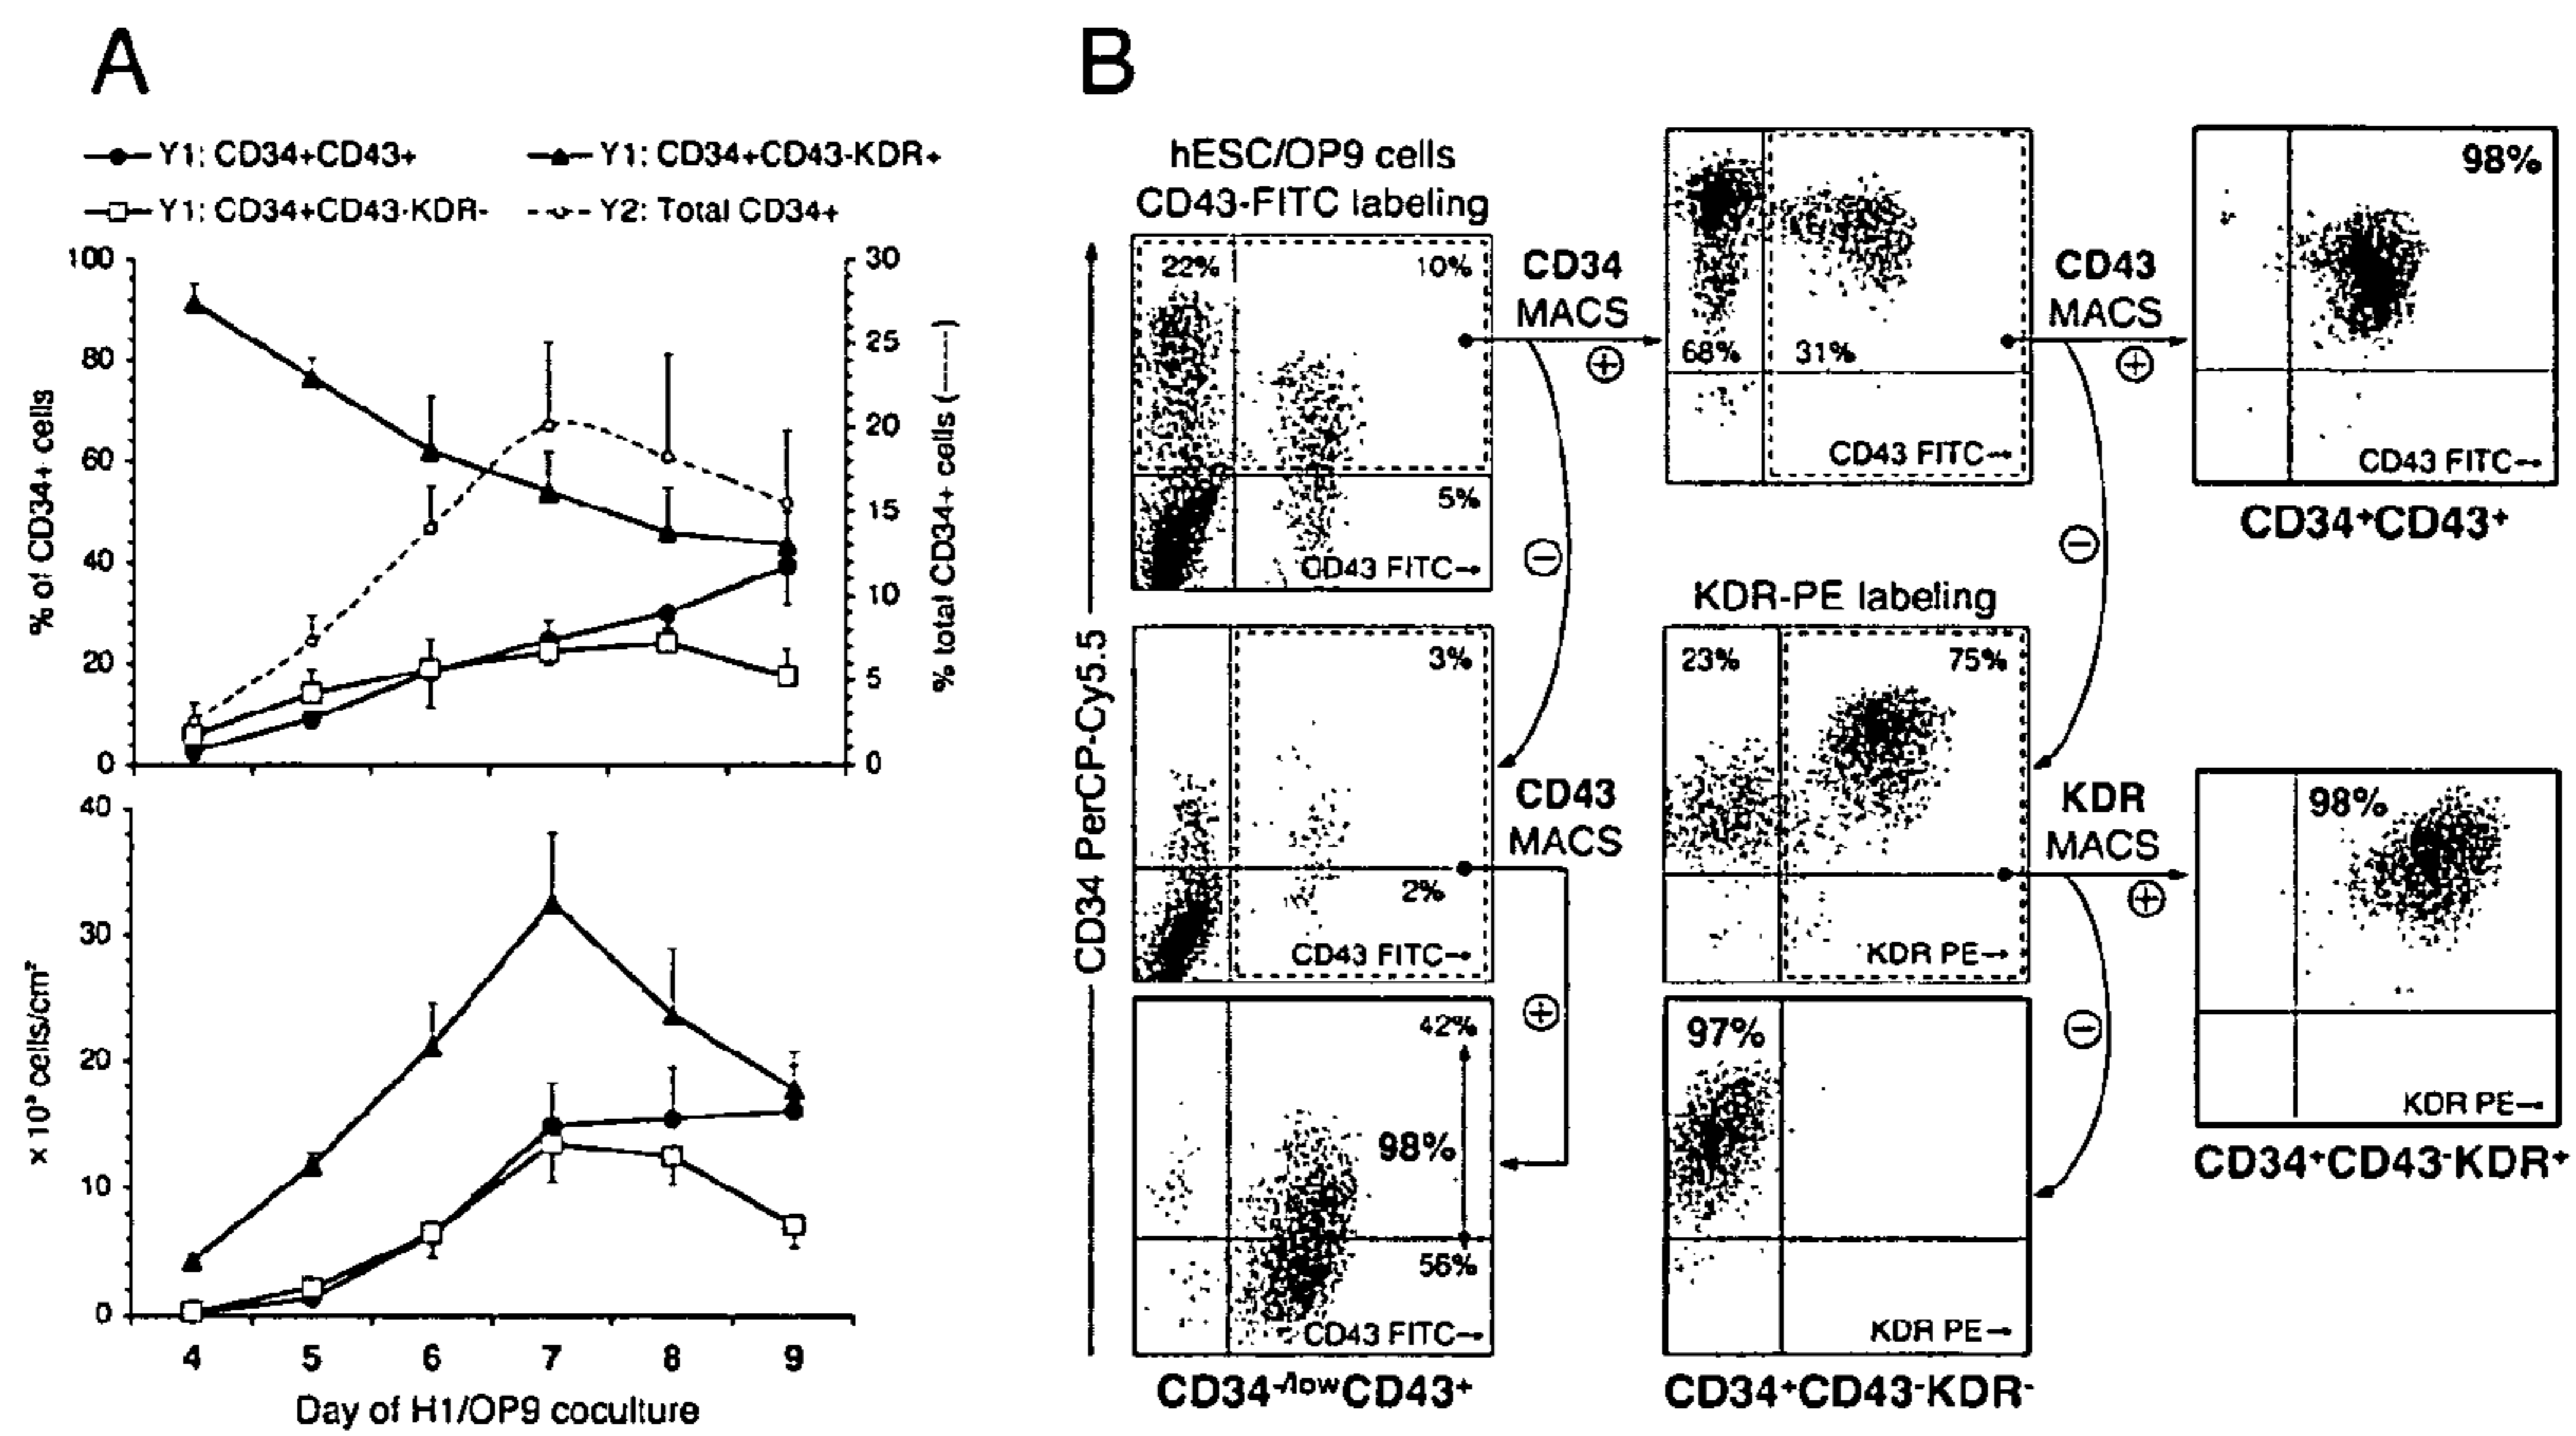 A
Y1: CD34+CD43+
Y1: CD34+CD43-KDR+
Y1: CD34+CD43-KDR-
Y2: Total CD34+
100
80
60
40
20
0
% of CD34+ cells
30
25
20
15
10
5
0
% total CD34+ cells (------)
40
30
20
10
0
x 10³ cells/cm²
4 5 6 7 8 9
Day of H1/OP9 coculture
B
hESC/OP9 cells
CD43-FITC labeling
22% 10%
5%
CD43 FITC→
CD34
MACS
+
−
68% 31%
CD43 FITC→
CD43
MACS
+
−
98%
CD43 FITC→
CD34⁺CD43⁺
CD34 PerCP-Cy5.5
3%
2%
CD43 FITC→
CD43
MACS
+
KDR-PE labeling
23% 75%
KDR PE→
KDR
MACS
+
−
98%
KDR PE→
CD34⁺CD43⁻KDR⁺
42%
98%
56%
CD43 FITC→
CD34⁻/ˡᵒʷCD43⁺
97%
KDR PE→
CD34⁺CD43⁻KDR⁻